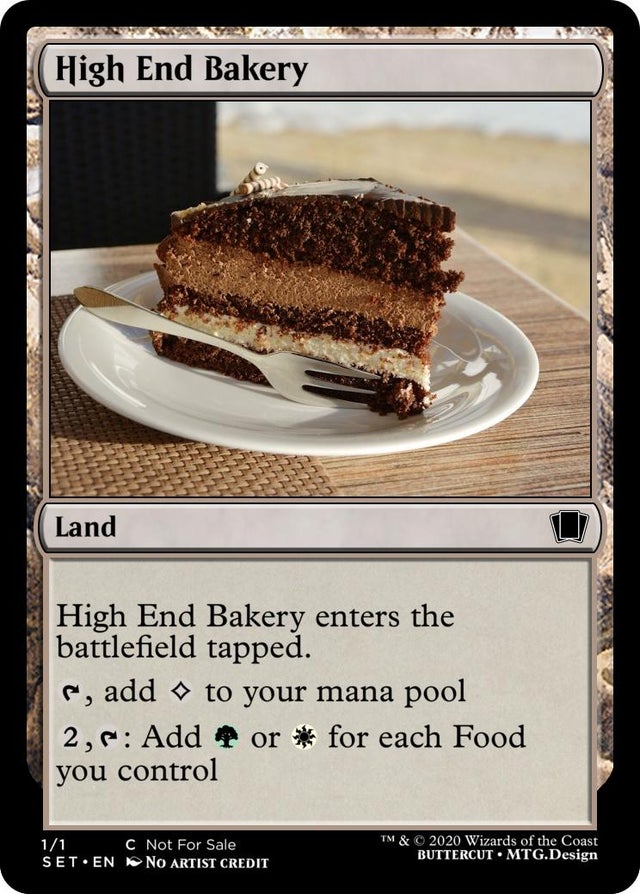 High End Bakery
Land
High End Bakery enters the
battlefield tapped.
, add to your mana pool
2, : Add or for each Food
you control
1/1 C Not For Sale
SET • EN No artist credit
™ & © 2020 Wizards of the Coast
BUTTERCUT • MTG.Design